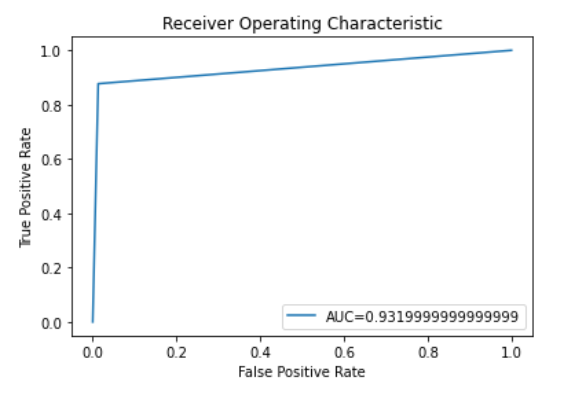 Receiver Operating Characteristic
1.0
0.8
0.6
0.4
0.2
0.0
True Positive Rate
AUC=0.9319999999999999
0.0 0.2 0.4 0.6 0.8 1.0
False Positive Rate